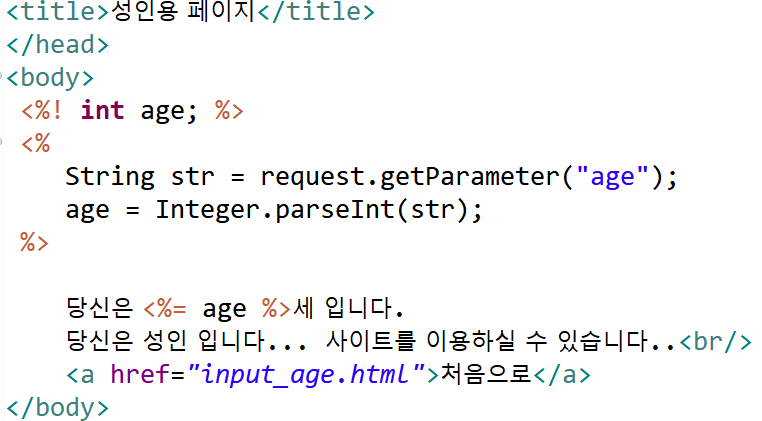 <title>성인용 페이지</title>
</head>
<body>
<%! int age; %>
<%
String str = request.getParameter("age");
age = Integer.parseInt(str);
%>
당신은 <%= age %>세 입니다.
당신은 성인 입니다... 사이트를 이용하실 수 있습니다..<br/>
<a href="input_age.html">처음으로</a>
</body>